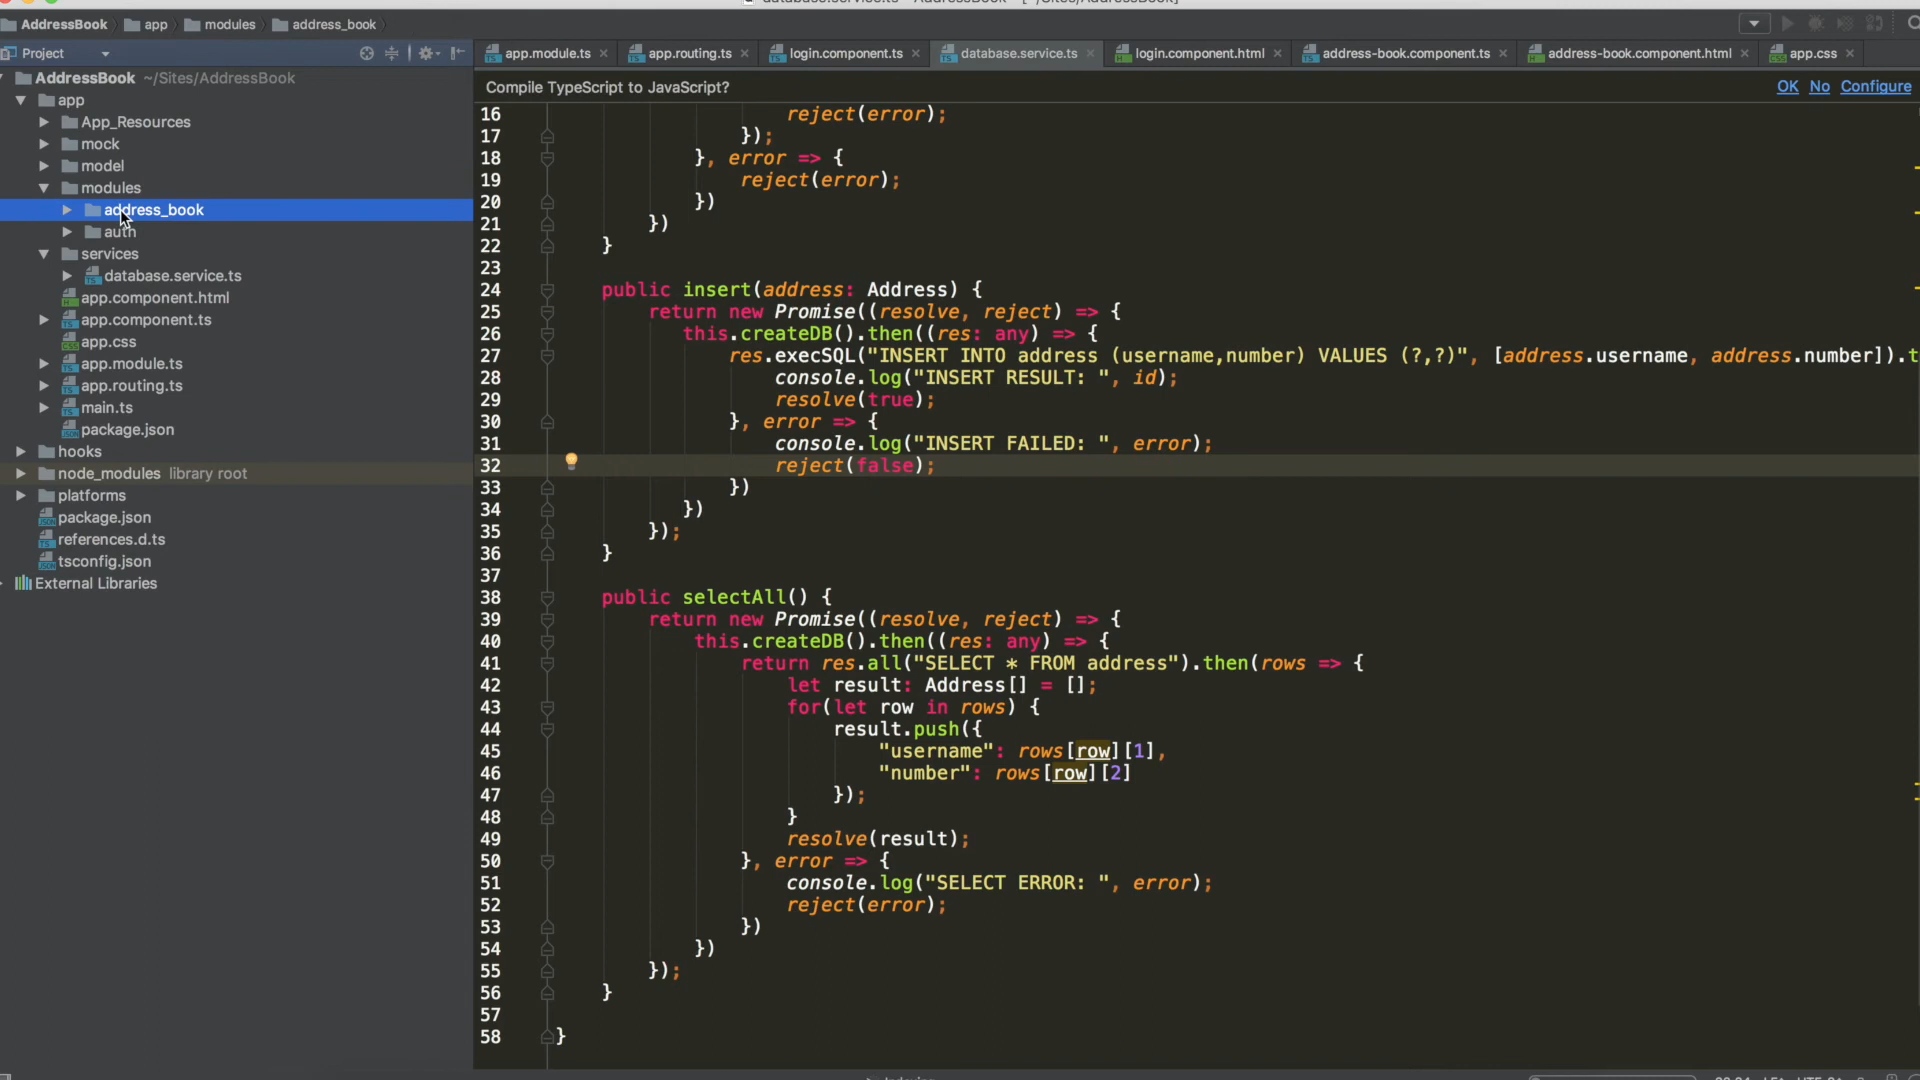 AddressBook app modules address_book
Project
AddressBook ~/Sites/AddressBook
app
App_Resources
mock
model
modules
address_book
auth
services
database.service.ts
app.component.html
app.component.ts
app.css
app.module.ts
app.routing.ts
main.ts
package.json
hooks
node_modules library root
platforms
package.json
references.d.ts
tsconfig.json
External Libraries
app.module.ts app.routing.ts login.component.ts database.service.ts login.component.html address-book.component.ts address-book.component.html app.css
Compile TypeScript to JavaScript? OK No Configure
16 reject(error);
17 });
18 }, error => {
19 reject(error);
20 })
21 })
22 }
23
24 public insert(address: Address) {
25 return new Promise((resolve, reject) => {
26 this.createDB().then((res: any) => {
27 res.execSQL("INSERT INTO address (username,number) VALUES (?,?)", [address.username, address.number]).t
28 console.log("INSERT RESULT: ", id);
29 resolve(true);
30 }, error => {
31 console.log("INSERT FAILED: ", error);
32 reject(false);
33 })
34 })
35 });
36 }
37
38 public selectAll() {
39 return new Promise((resolve, reject) => {
40 this.createDB().then((res: any) => {
41 return res.all("SELECT * FROM address").then(rows => {
42 let result: Address[] = [];
43 for(let row in rows) {
44 result.push({
45 "username": rows[row][1],
46 "number": rows[row][2]
47 });
48 }
49 resolve(result);
50 }, error => {
51 console.log("SELECT ERROR: ", error);
52 reject(error);
53 })
54 })
55 });
56 }
57
58 }